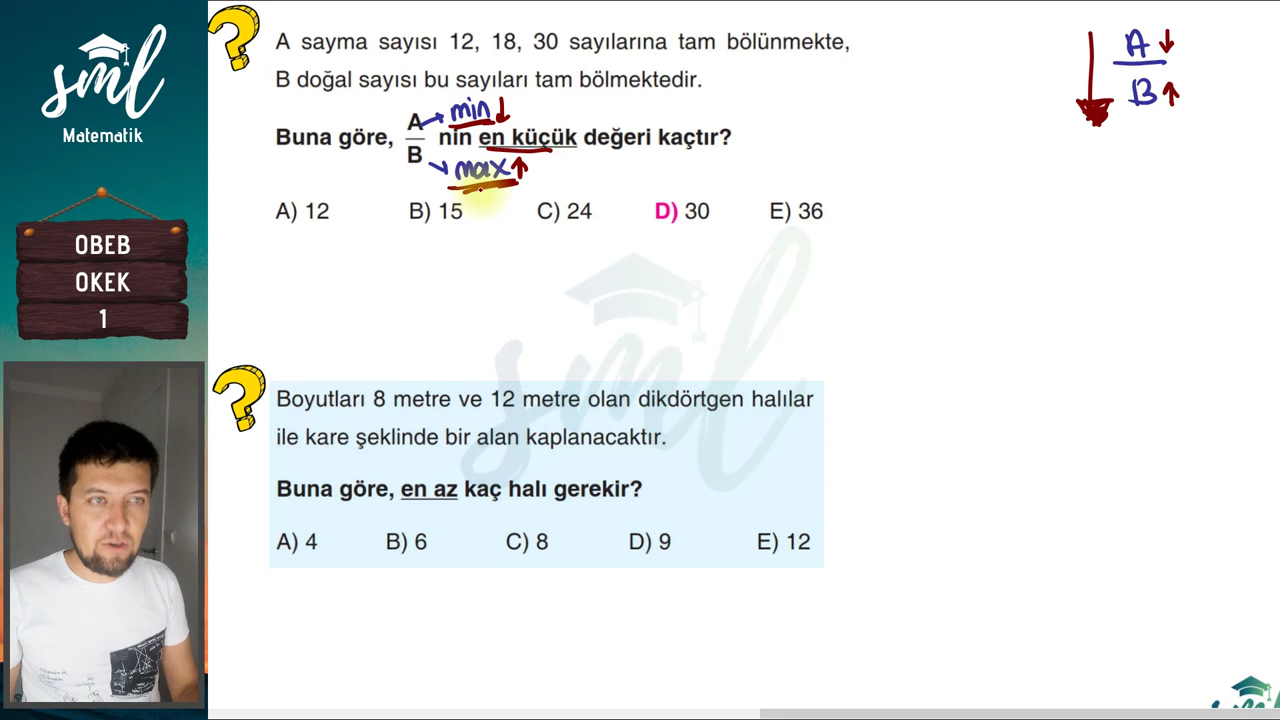 sml
Matematik
OBEB
OKEK
1
A sayma sayısı 12, 18, 30 sayılarına tam bölünmekte,
B doğal sayısı bu sayıları tam bölmektedir.
min
Buna göre, A/B nin en küçük değeri kaçtır?
max
A) 12 B) 15 C) 24 D) 30 E) 36
A
B
sml
Boyutları 8 metre ve 12 metre olan dikdörtgen halılar
ile kare şeklinde bir alan kaplanacaktır.
Buna göre, en az kaç halı gerekir?
A) 4 B) 6 C) 8 D) 9 E) 12